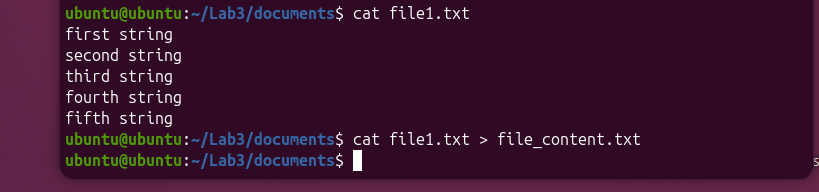 ubuntu@ubuntu:~/Lab3/documents$ cat file1.txt
first string
second string
third string
fourth string
fifth string
ubuntu@ubuntu:~/Lab3/documents$ cat file1.txt > file_content.txt
ubuntu@ubuntu:~/Lab3/documents$